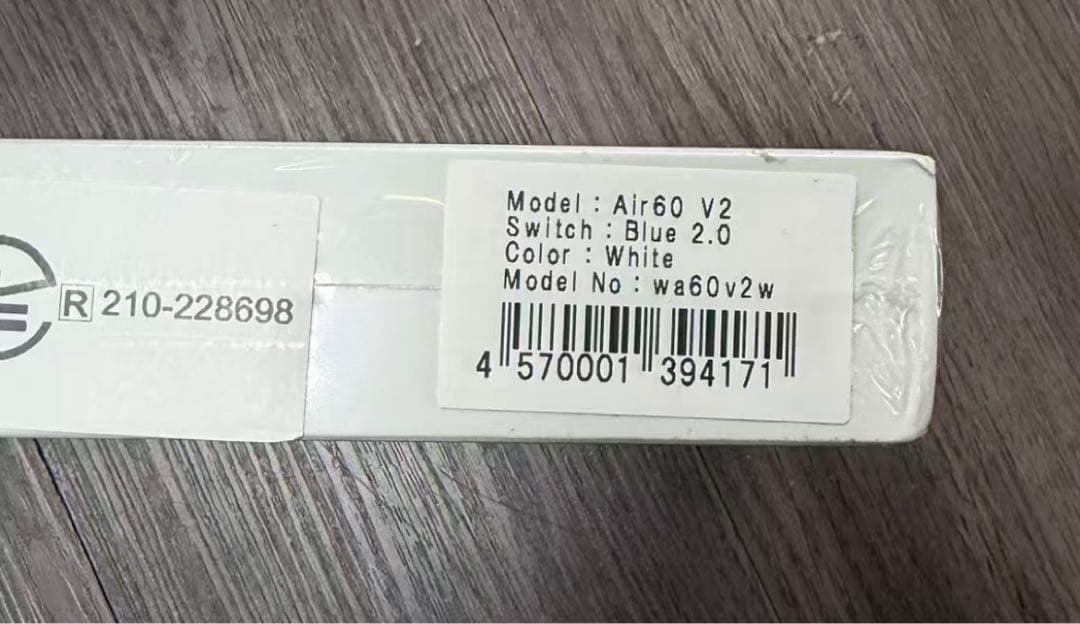 R 210-228698
Model : Air60 V2
Switch : Blue 2.0
Color : White
Model No : wa60v2w
4 570001 394171